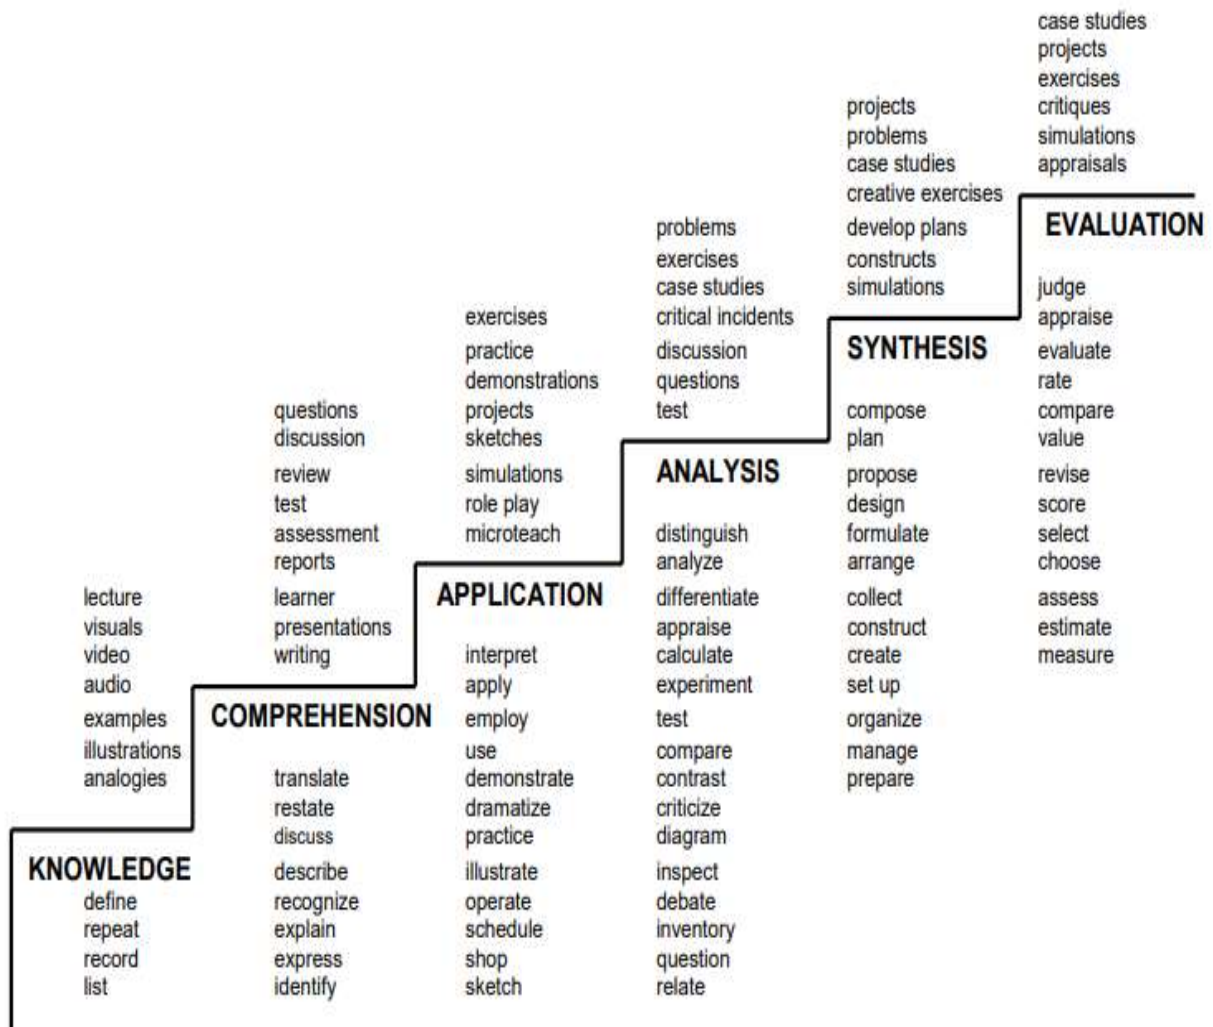 lecture
visuals
video
audio
examples
illustrations
analogies
KNOWLEDGE
define
repeat
record
list
questions
discussion
review
test
assessment
reports
learner
presentations
writing
COMPREHENSION
translate
restate
discuss
describe
recognize
explain
express
identify
exercises
practice
demonstrations
projects
sketches
simulations
role play
microteach
APPLICATION
interpret
apply
employ
use
demonstrate
dramatize
practice
illustrate
operate
schedule
shop
sketch
problems
exercises
case studies
critical incidents
discussion
questions
test
ANALYSIS
distinguish
analyze
differentiate
appraise
calculate
experiment
test
compare
contrast
criticize
diagram
inspect
debate
inventory
question
relate
projects
problems
case studies
creative exercises
develop plans
constructs
simulations
SYNTHESIS
compose
plan
propose
design
formulate
arrange
collect
construct
create
set up
organize
manage
prepare
case studies
projects
exercises
critiques
simulations
appraisals
EVALUATION
judge
appraise
evaluate
rate
compare
value
revise
score
select
choose
assess
estimate
measure